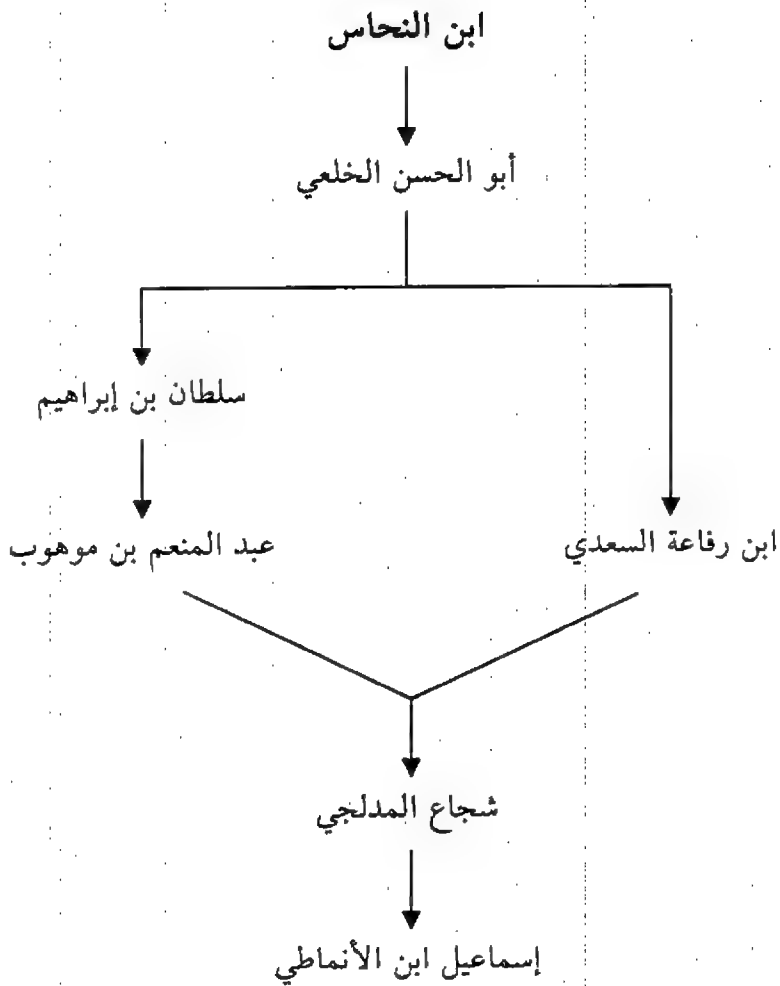 ابن النحاس
أبو الحسن الخلعي
سلطان بن إبراهيم
ابن رفاعة السعدي
عبد المنعم بن موهوب
شجاع المدلجي
إسماعيل ابن الأنماطي